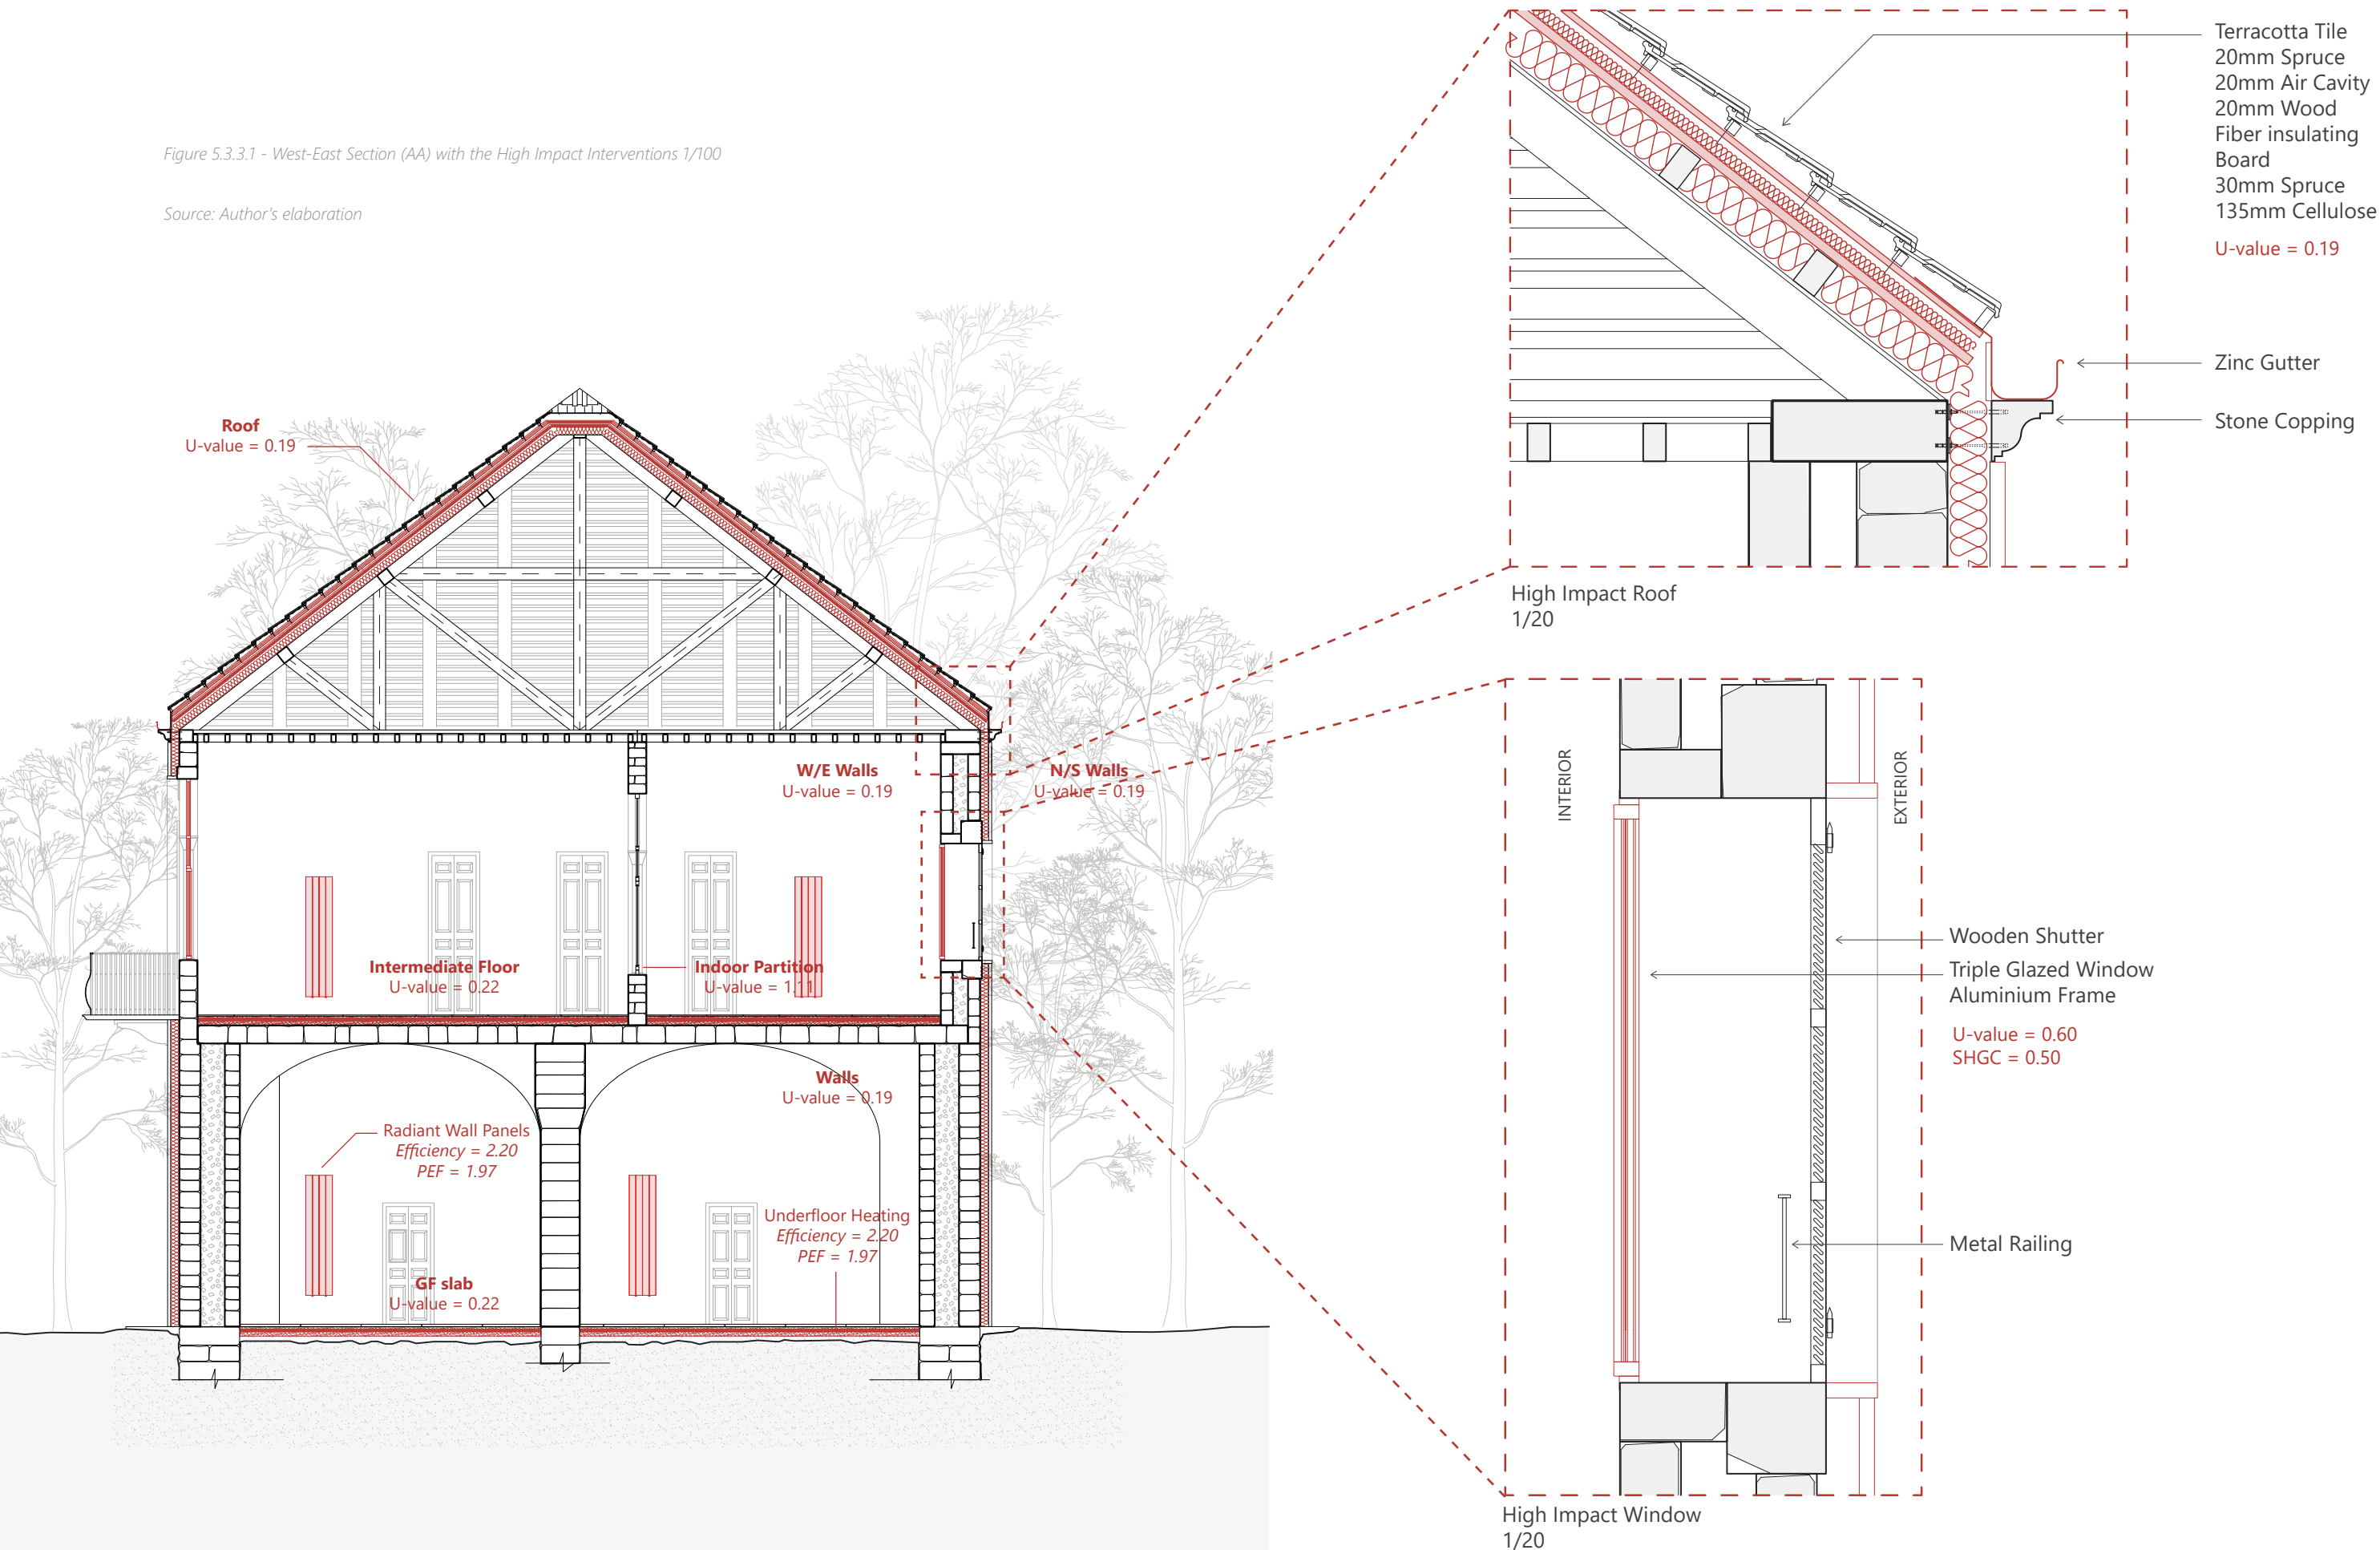 Figure 5.3.3.1 - West-East Section (AA) with the High Impact Interventions 1/100
Source: Author's elaboration
Roof
U-value = 0.19
W/E Walls
U-value = 0.19
N/S Walls
U-value = 0.19
Intermediate Floor
U-value = 0.22
Indoor Partition
U-value = 1.11
Walls
U-value = 0.19
Radiant Wall Panels
Efficiency = 2.20
PEF = 1.97
Underfloor Heating
Efficiency = 2.20
PEF = 1.97
GF slab
U-value = 0.22
Terracotta Tile
20mm Spruce
20mm Air Cavity
20mm Wood
Fiber insulating
Board
30mm Spruce
135mm Cellulose
U-value = 0.19
Zinc Gutter
Stone Copping
High Impact Roof
1/20
INTERIOR
EXTERIOR
Wooden Shutter
Triple Glazed Window
Aluminium Frame
U-value = 0.60
SHGC = 0.50
Metal Railing
High Impact Window
1/20